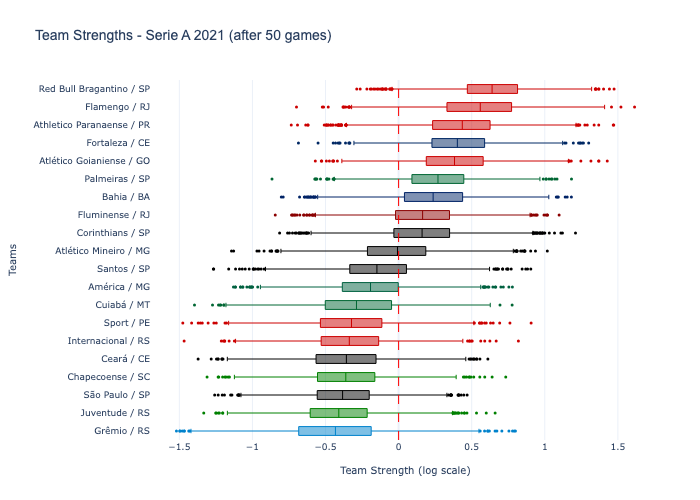 Team Strengths - Serie A 2021 (after 50 games)
Teams
Red Bull Bragantino / SP
Flamengo / RJ
Athletico Paranaense / PR
Fortaleza / CE
Atlético Goianiense / GO
Palmeiras / SP
Bahia / BA
Fluminense / RJ
Corinthians / SP
Atlético Mineiro / MG
Santos / SP
América / MG
Cuiabá / MT
Sport / PE
Internacional / RS
Ceará / CE
Chapecoense / SC
São Paulo / SP
Juventude / RS
Grêmio / RS
−1.5 −1 −0.5 0 0.5 1 1.5
Team Strength (log scale)